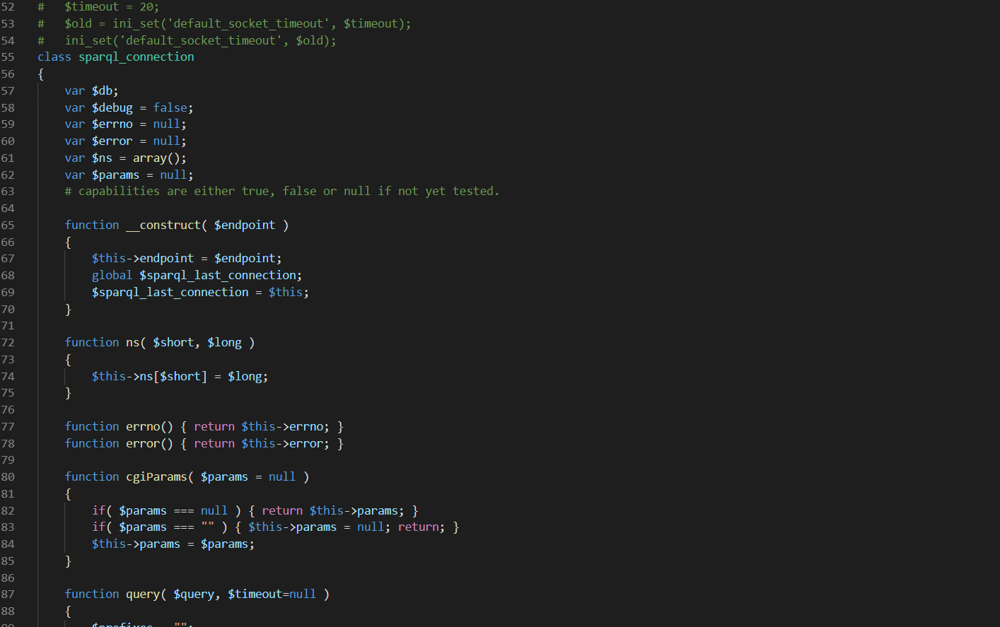 52 #   $timeout = 20;
53 #   $old = ini_set('default_socket_timeout', $timeout);
54 #   ini_set('default_socket_timeout', $old);
55 class sparql_connection
56 {
57     var $db;
58     var $debug = false;
59     var $errno = null;
60     var $error = null;
61     var $ns = array();
62     var $params = null;
63     # capabilities are either true, false or null if not yet tested.
64
65     function __construct( $endpoint )
66     {
67         $this->endpoint = $endpoint;
68         global $sparql_last_connection;
69         $sparql_last_connection = $this;
70     }
71
72     function ns( $short, $long )
73     {
74         $this->ns[$short] = $long;
75     }
76
77     function errno() { return $this->errno; }
78     function error() { return $this->error; }
79
80     function cgiParams( $params = null )
81     {
82         if( $params === null ) { return $this->params; }
83         if( $params === "" ) { $this->params = null; return; }
84         $this->params = $params;
85     }
86
87     function query( $query, $timeout=null )
88     {
89         $prefixes = "";